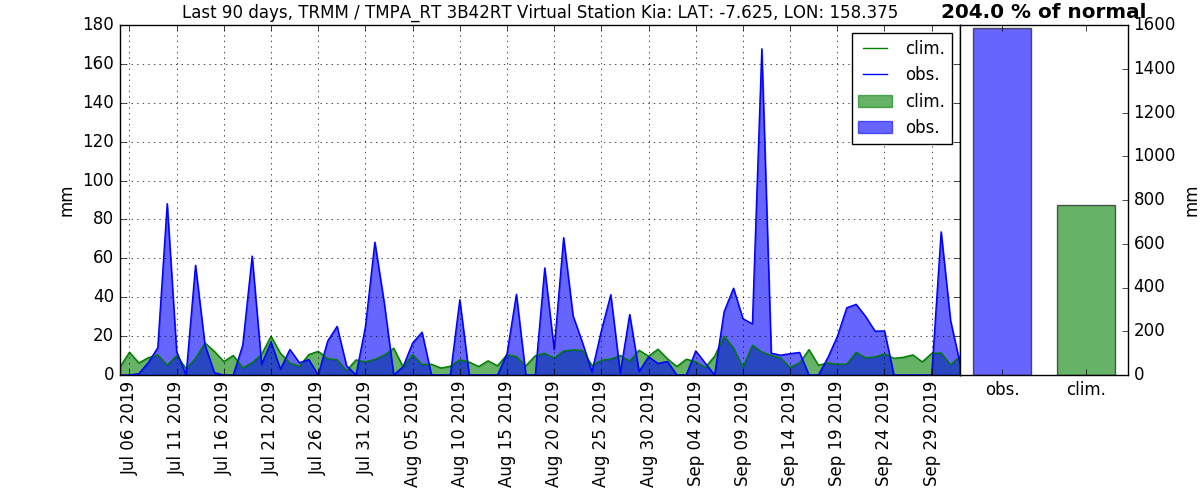 Last 90 days, TRMM / TMPA_RT 3B42RT Virtual Station Kia: LAT: -7.625, LON: 158.375
204.0 % of normal
180
160
140
120
100
80
60
40
20
0
mm
clim.
obs.
clim.
obs.
1600
1400
1200
1000
800
600
400
200
0
mm
Jul 06 2019
Jul 11 2019
Jul 16 2019
Jul 21 2019
Jul 26 2019
Jul 31 2019
Aug 05 2019
Aug 10 2019
Aug 15 2019
Aug 20 2019
Aug 25 2019
Aug 30 2019
Sep 04 2019
Sep 09 2019
Sep 14 2019
Sep 19 2019
Sep 24 2019
Sep 29 2019
obs.
clim.